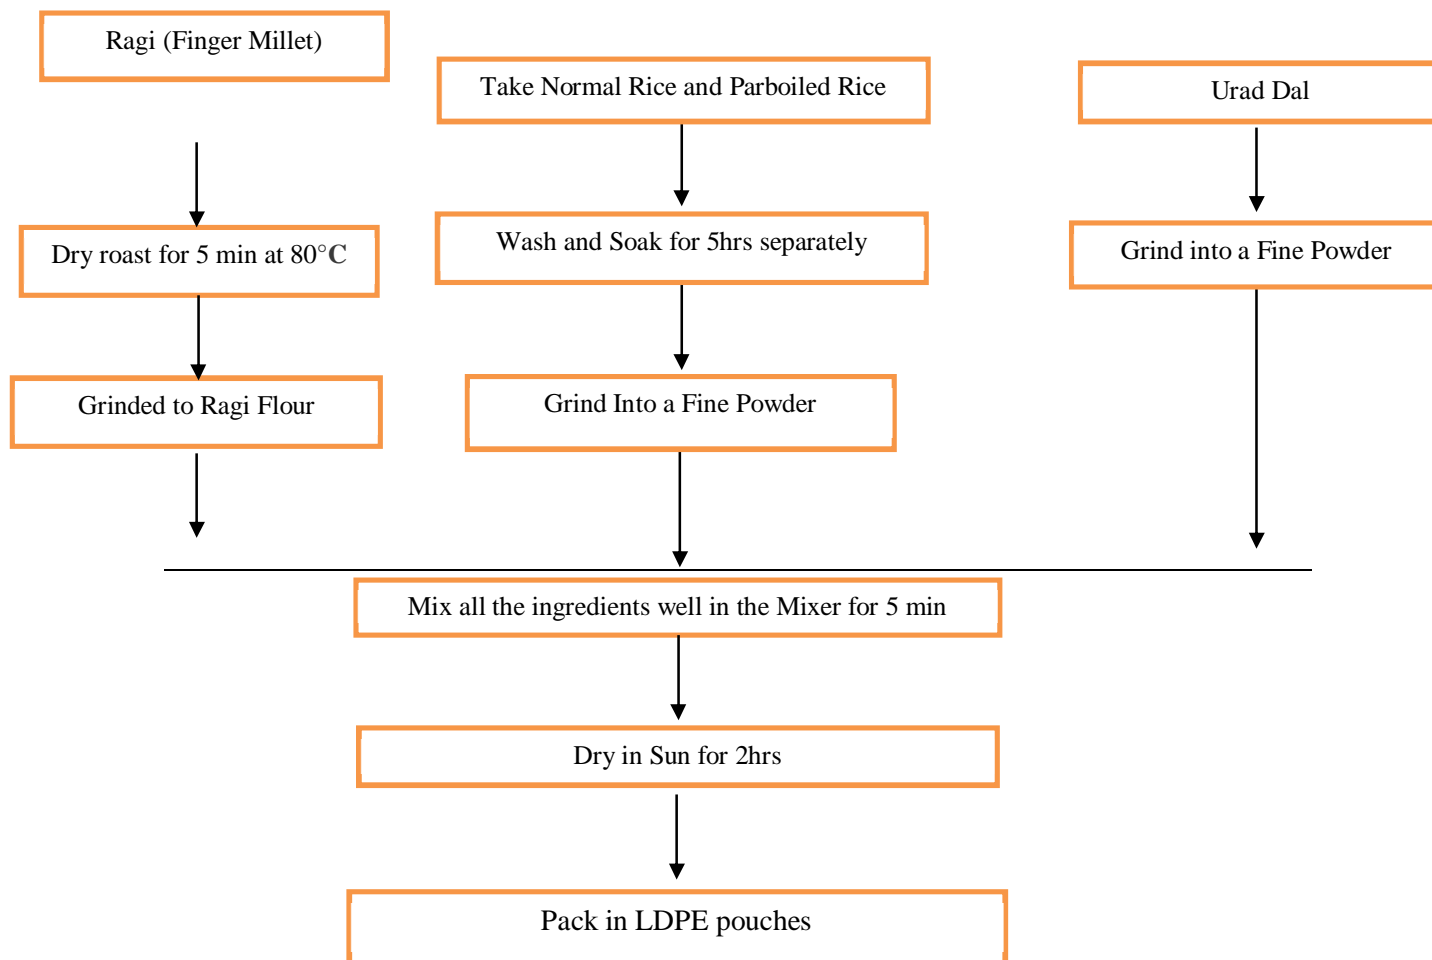 Ragi (Finger Millet)
Take Normal Rice and Parboiled Rice
Urad Dal
Dry roast for 5 min at 80°C
Wash and Soak for 5hrs separately
Grind into a Fine Powder
Grinded to Ragi Flour
Grind Into a Fine Powder
Mix all the ingredients well in the Mixer for 5 min
Dry in Sun for 2hrs
Pack in LDPE pouches